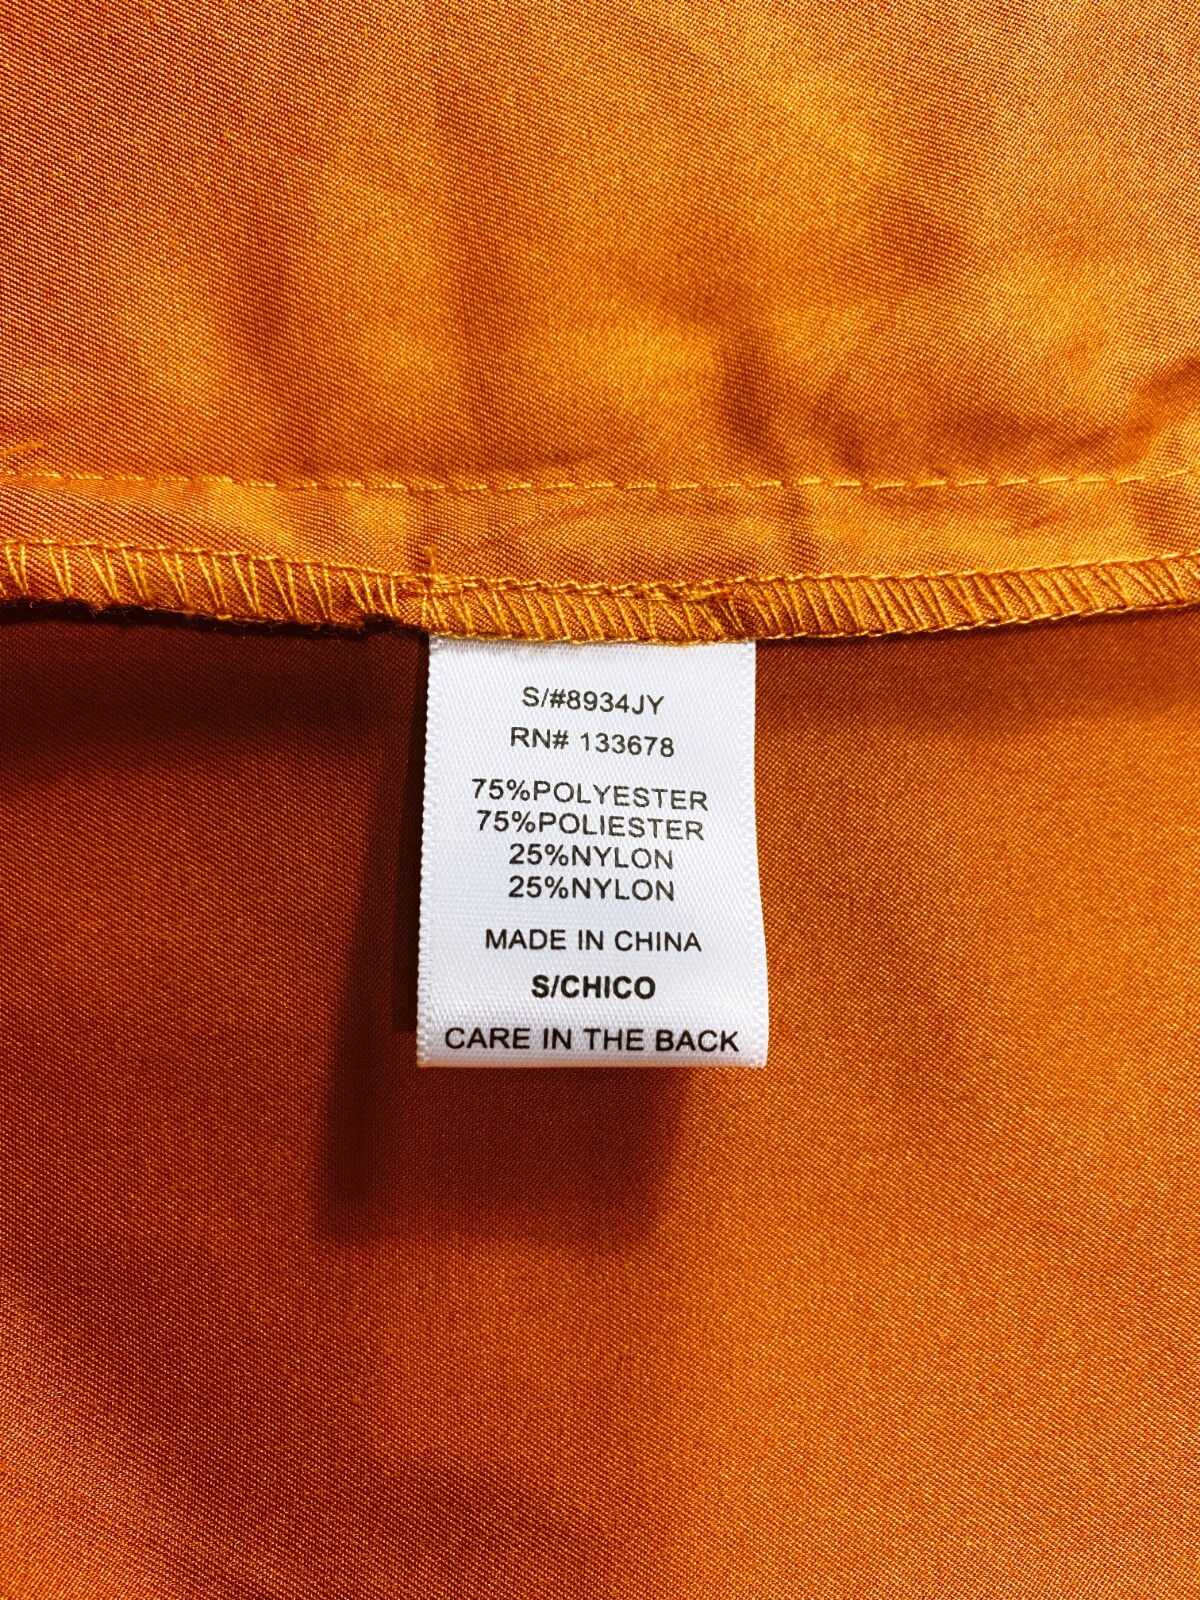 S/#8934JY
RN# 133678
75%POLYESTER
75%POLIESTER
25%NYLON
25%NYLON
MADE IN CHINA
S/CHICO
CARE IN THE BACK